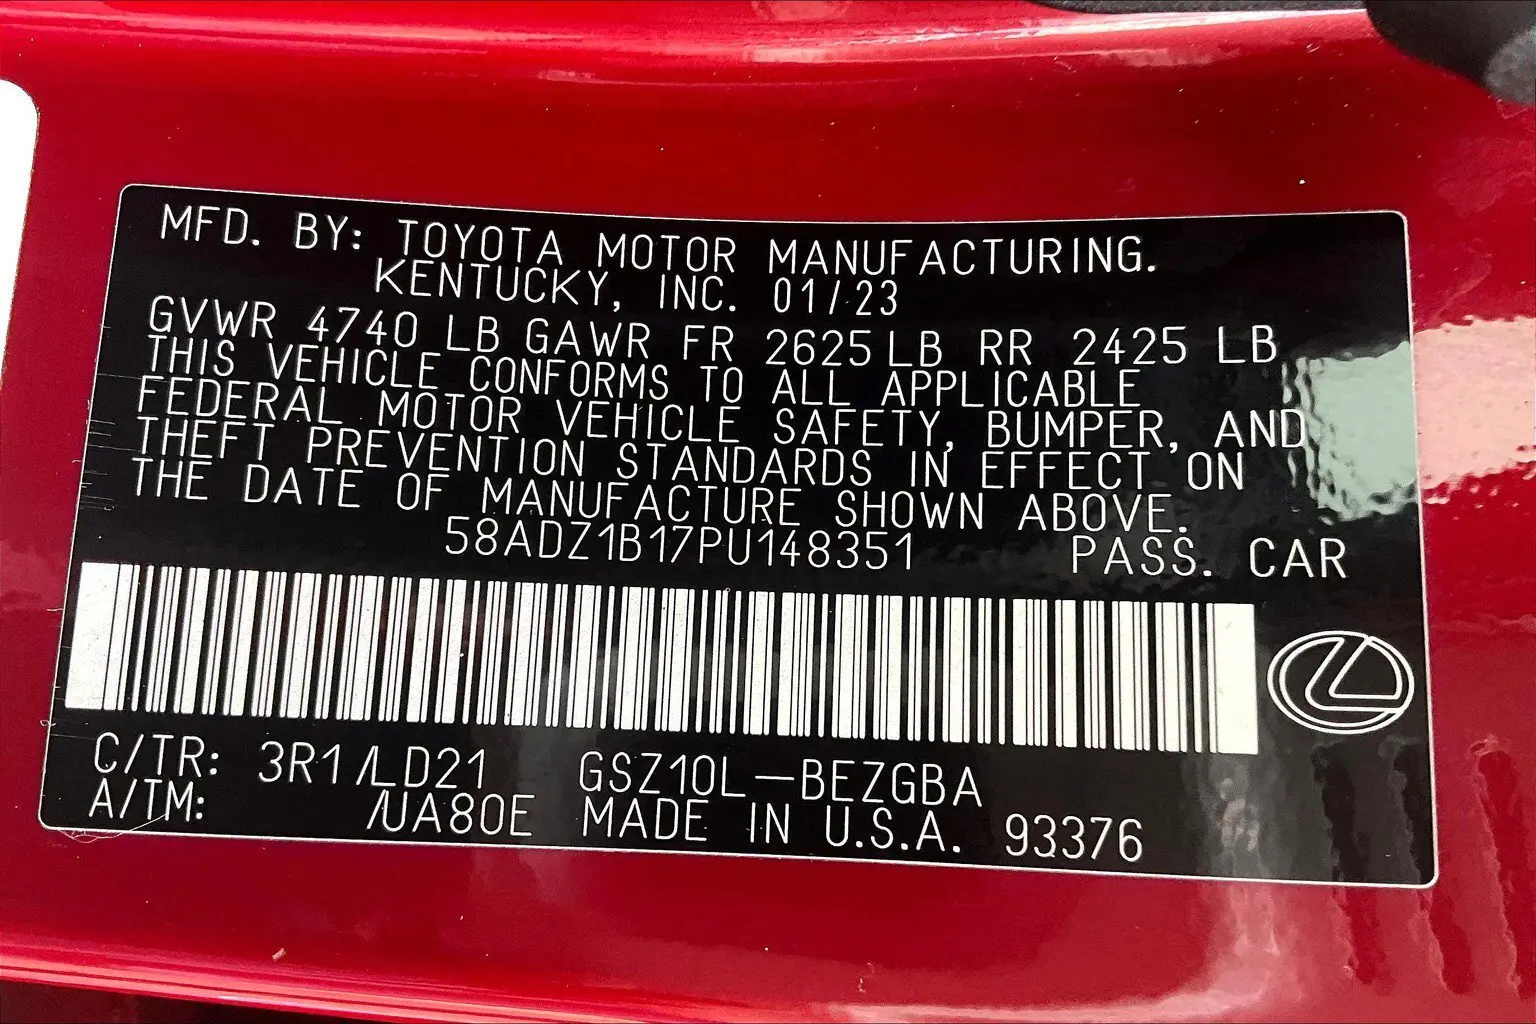 MFD. BY: TOYOTA MOTOR MANUFACTURING.
KENTUCKY, INC. 01/23
GVWR 4740 LB GAWR FR 2625 LB RR 2425 LB
THIS VEHICLE CONFORMS TO ALL APPLICABLE
FEDERAL MOTOR VEHICLE SAFETY, BUMPER, AND
THEFT PREVENTION STANDARDS IN EFFECT ON
THE DATE OF MANUFACTURE SHOWN ABOVE.
58ADZ1B17PU148351 PASS. CAR
C/TR: 3R1/LD21 GSZ10L-BEZGBA
A/TM: /UA80E MADE IN U.S.A. 93376